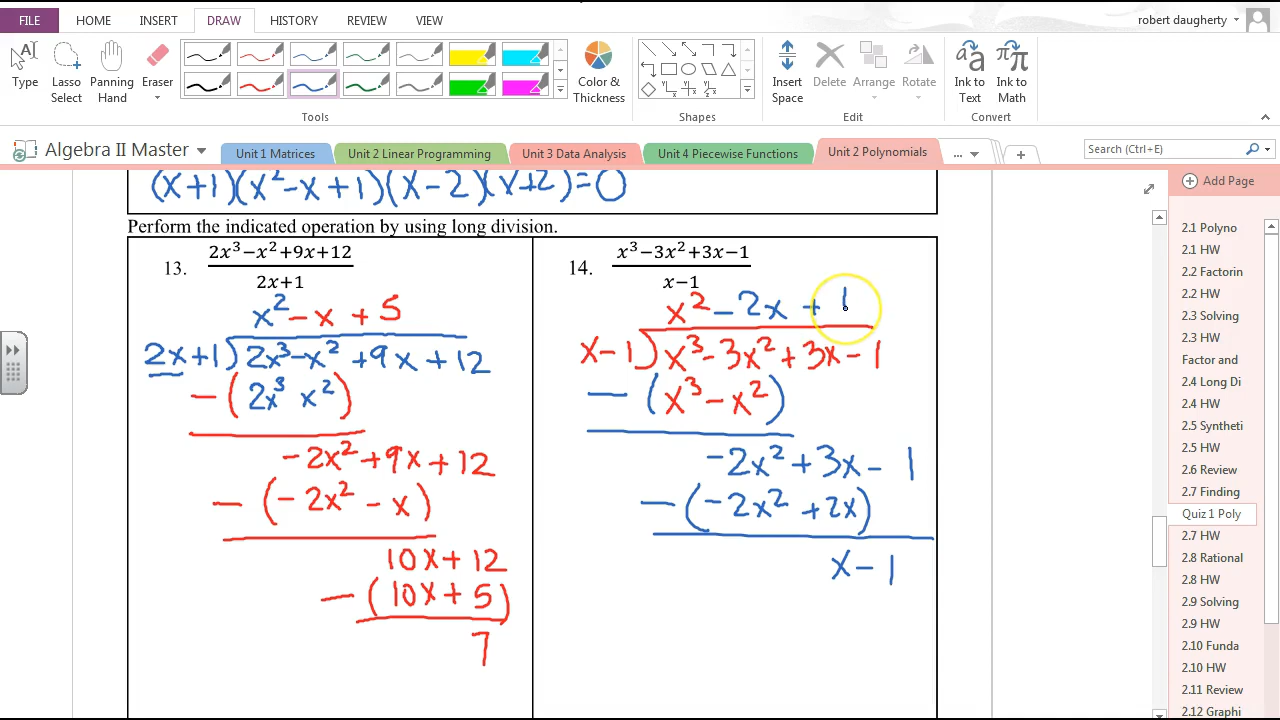 FILE HOME INSERT DRAW HISTORY REVIEW VIEW robert daugherty
Type Lasso Select Panning Hand Eraser Color & Thickness Insert Space Delete Arrange Rotate Ink to Text Ink to Math
Tools Shapes Edit Convert
Algebra II Master Unit 1 Matrices Unit 2 Linear Programming Unit 3 Data Analysis Unit 4 Piecewise Functions Unit 2 Polynomials ... Search (Ctrl+E)
Add Page
(x+1)(x²-x+1)(x-2)(x+2)=0
Perform the indicated operation by using long division.
13. (2x³−x²+9x+12)/(2x+1)
x² - x + 5
2x+1) 2x³-x² +9x +12
-(2x³ x²)
-2x²+9x+12
-(-2x² - x)
10x+12
-(10x+5)
7
14. (x³−3x²+3x−1)/(x−1)
x² - 2x + 1
x-1) x³-3x²+3x-1
-(x³-x²)
-2x²+3x-1
-(-2x²+2x)
x-1
2.1 Polyno
2.1 HW
2.2 Factorin
2.2 HW
2.3 Solving
2.3 HW
Factor and
2.4 Long Di
2.4 HW
2.5 Syntheti
2.5 HW
2.6 Review
2.7 Finding
Quiz 1 Poly
2.7 HW
2.8 Rational
2.8 HW
2.9 Solving
2.9 HW
2.10 Funda
2.10 HW
2.11 Review
2.12 Graphi